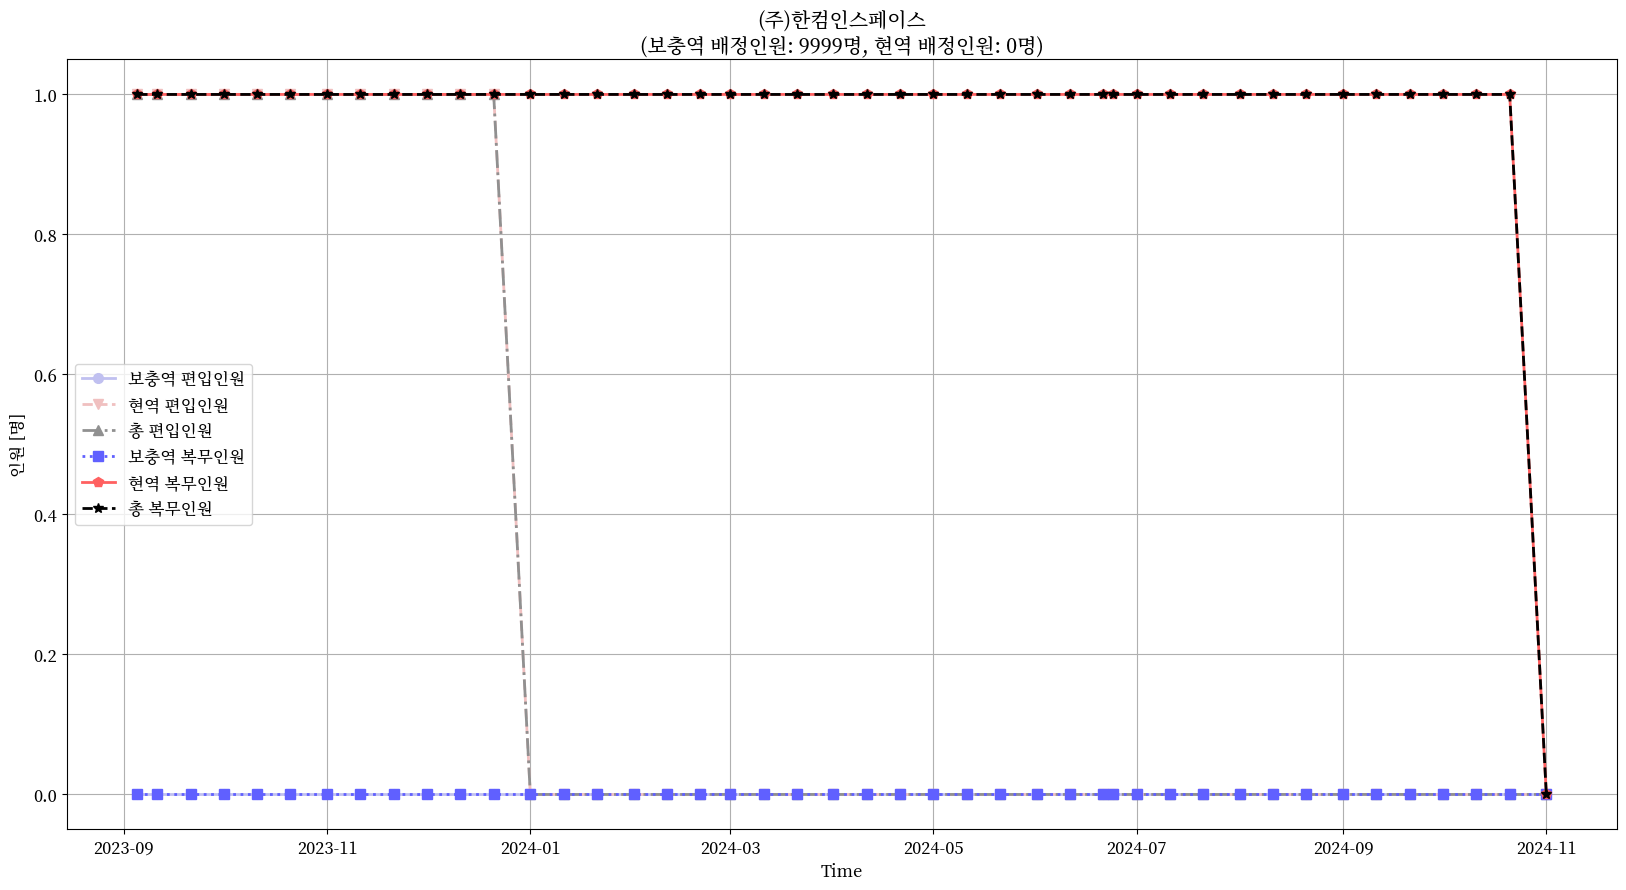 (주)한컴인스페이스
(보충역 배정인원: 9999명, 현역 배정인원: 0명)
1.0
0.8
0.6
0.4
0.2
0.0
인원 [명]
보충역 편입인원
현역 편입인원
총 편입인원
보충역 복무인원
현역 복무인원
총 복무인원
2023-09 2023-11 2024-01 2024-03 2024-05 2024-07 2024-09 2024-11
Time